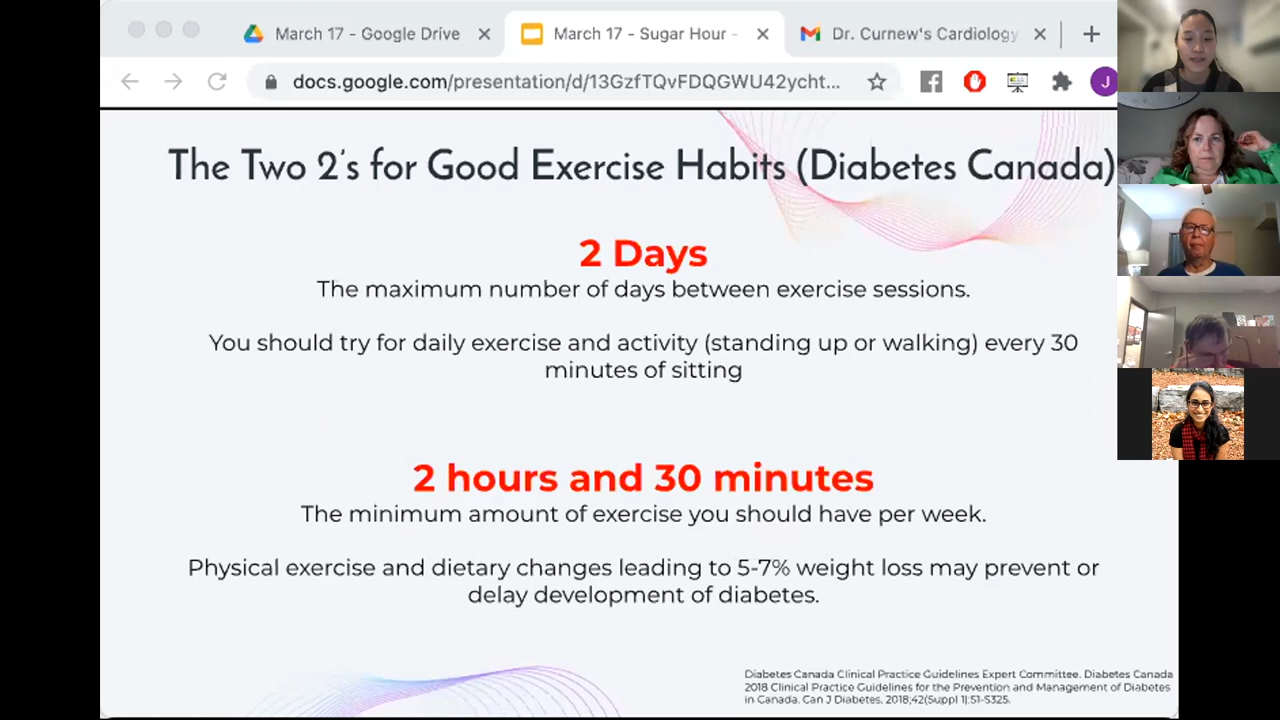 March 17 - Google Drive
March 17 - Sugar Hour -
Dr. Curnew's Cardiology
docs.google.com/presentation/d/13GzfTQvFDQGWU42ycht...
J
The Two 2's for Good Exercise Habits (Diabetes Canada)
2 Days
The maximum number of days between exercise sessions.
You should try for daily exercise and activity (standing up or walking) every 30
minutes of sitting
2 hours and 30 minutes
The minimum amount of exercise you should have per week.
Physical exercise and dietary changes leading to 5-7% weight loss may prevent or
delay development of diabetes.
Diabetes Canada Clinical Practice Guidelines Expert Committee. Diabetes Canada
2018 Clinical Practice Guidelines for the Prevention and Management of Diabetes
in Canada. Can J Diabetes. 2018;42(Suppl 1):S1-S325.